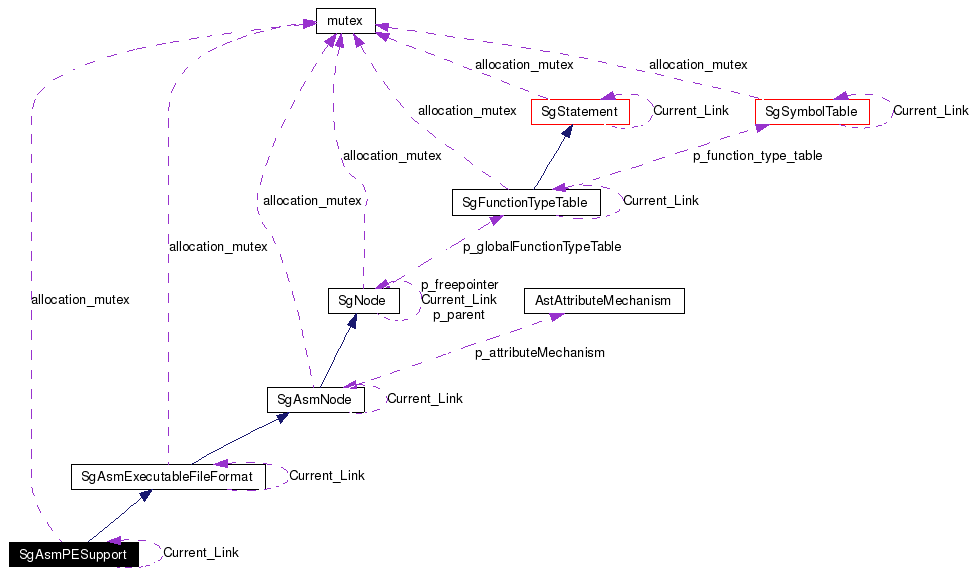 mutex
allocation_mutex
allocation_mutex
SgStatement
Current_Link
SgSymbolTable
Current_Link
allocation_mutex
allocation_mutex
p_function_type_table
allocation_mutex
SgFunctionTypeTable
Current_Link
allocation_mutex
p_globalFunctionTypeTable
allocation_mutex
SgNode
p_freepointer
Current_Link
p_parent
AstAttributeMechanism
p_attributeMechanism
SgAsmNode
Current_Link
SgAsmExecutableFileFormat
Current_Link
SgAsmPESupport
Current_Link